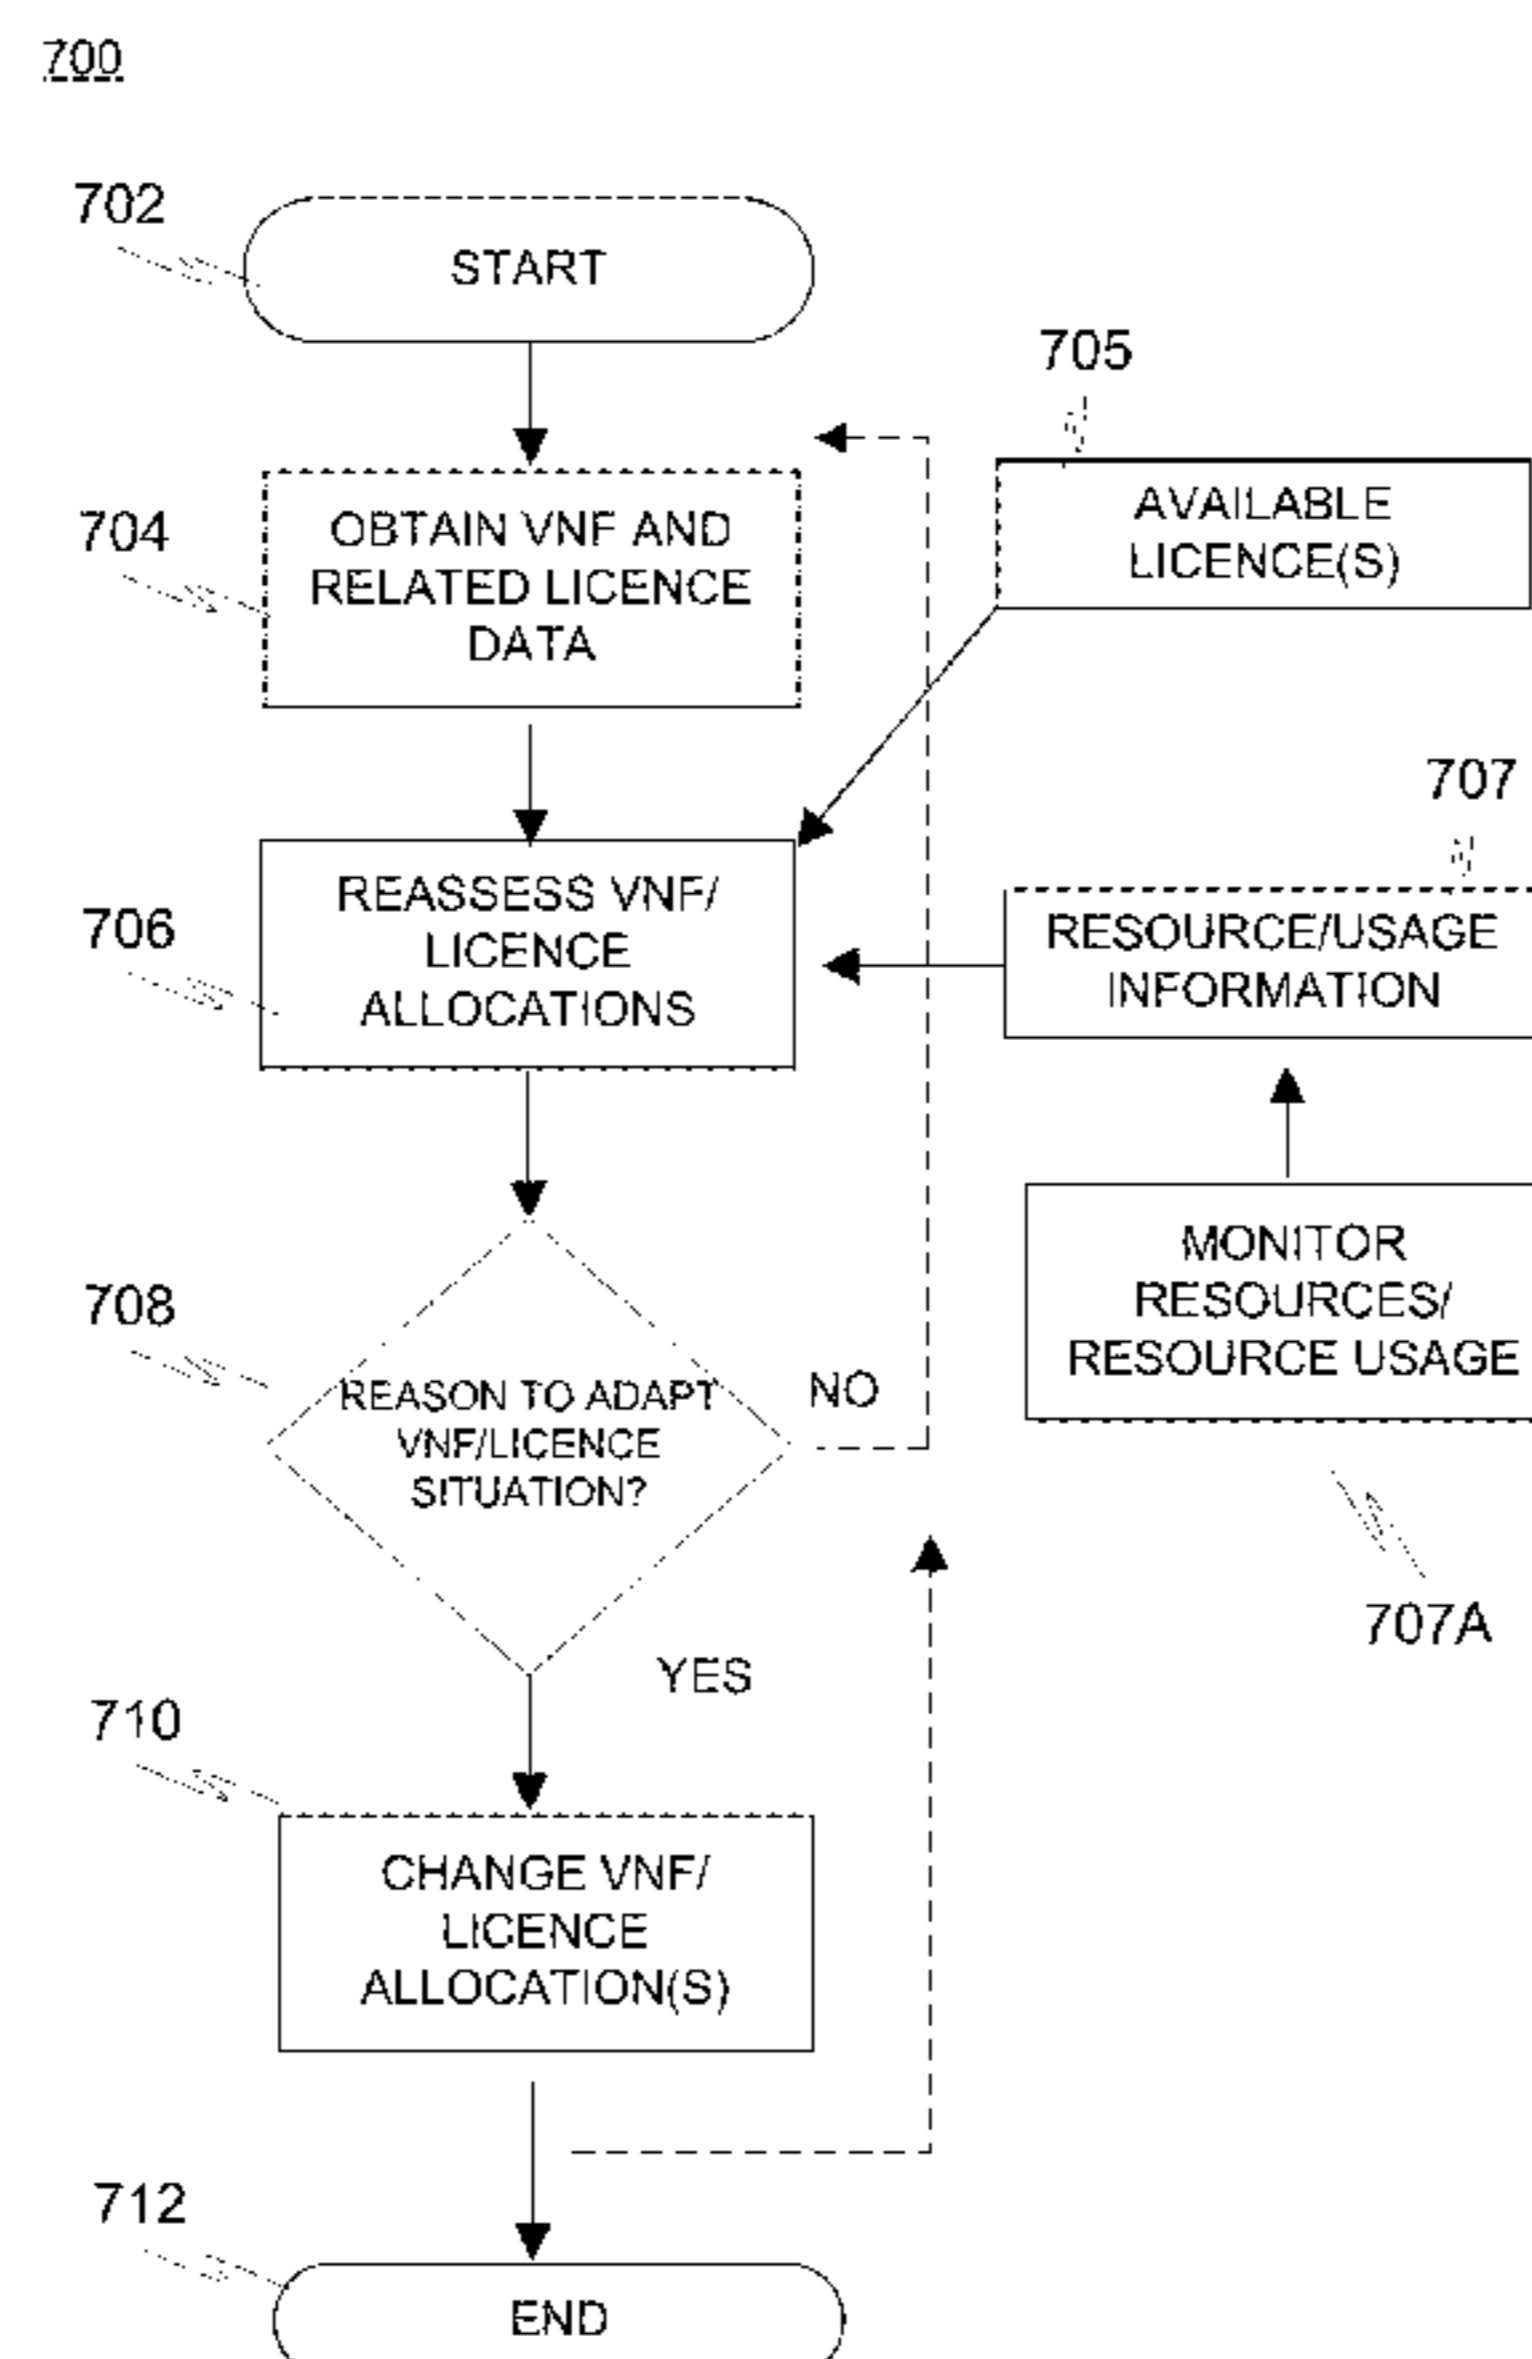 700
702
START
705
AVAILABLE
LICENCE(S)
704
OBTAIN VNF AND
RELATED LICENCE
DATA
707
706
REASSESS VNF/
LICENCE
ALLOCATIONS
RESOURCE/USAGE
INFORMATION
MONITOR
RESOURCES/
RESOURCE USAGE
707A
708
REASON TO ADAPT
VNF/LICENCE
SITUATION?
NO
YES
710
CHANGE VNF/
LICENCE
ALLOCATION(S)
712
END